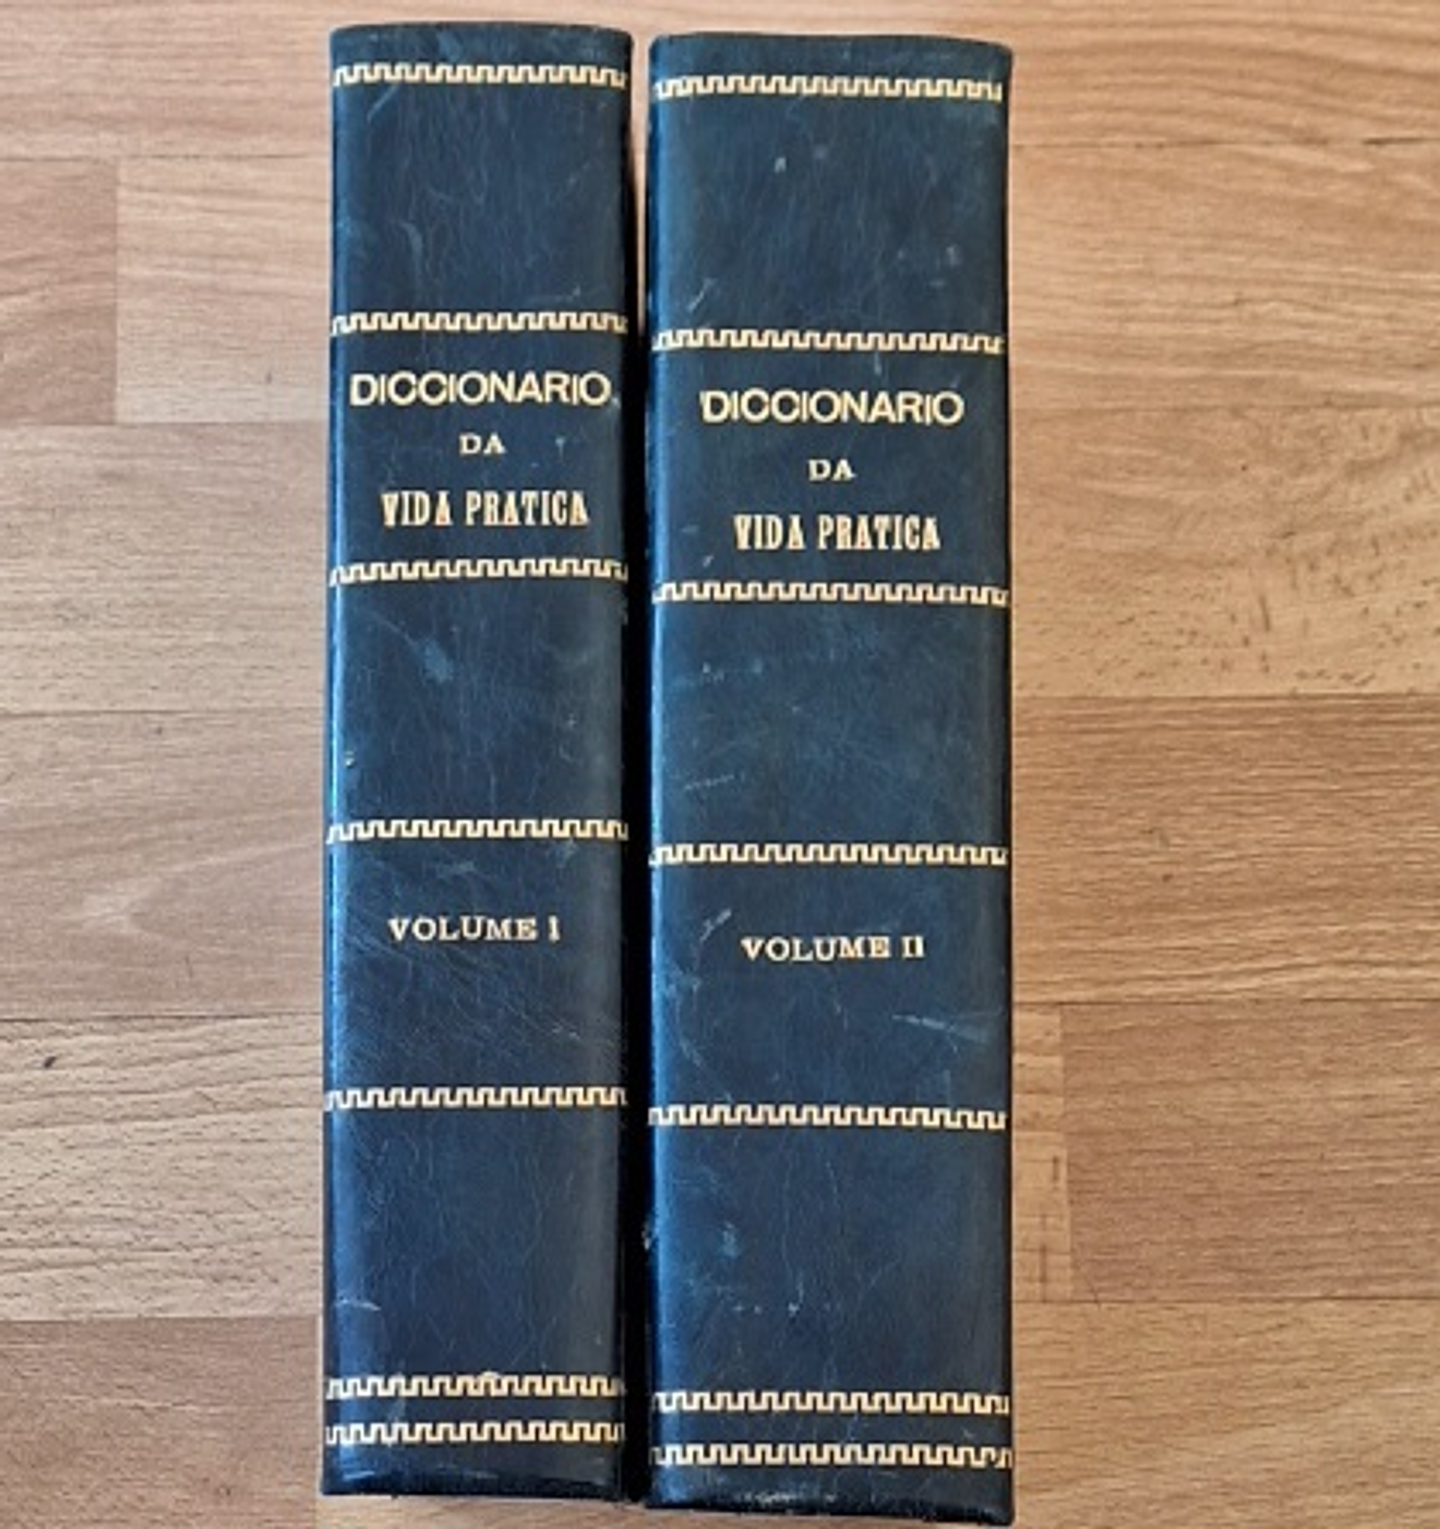 DICCIONARIO
DA
VIDA PRATICA
VOLUME I
DICCIONARIO
DA
VIDA PRATICA
VOLUME II